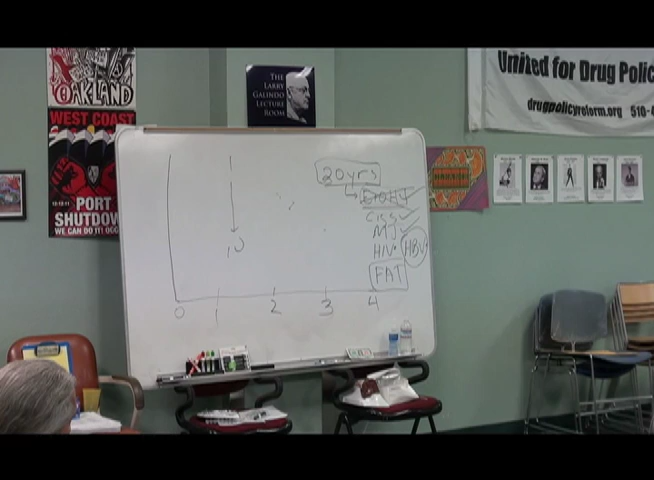 OAKLAND
WEST COAST
PORT
SHUTDOWN
WE CAN DO IT!
THE
LARRY
GALINDO
LECTURE
ROOM
United for Drug Polic
drugpolicyreform.org 510-4
20yrs
CIGS
MJ
HIV
HBV
FAT
0 1 2 3 4